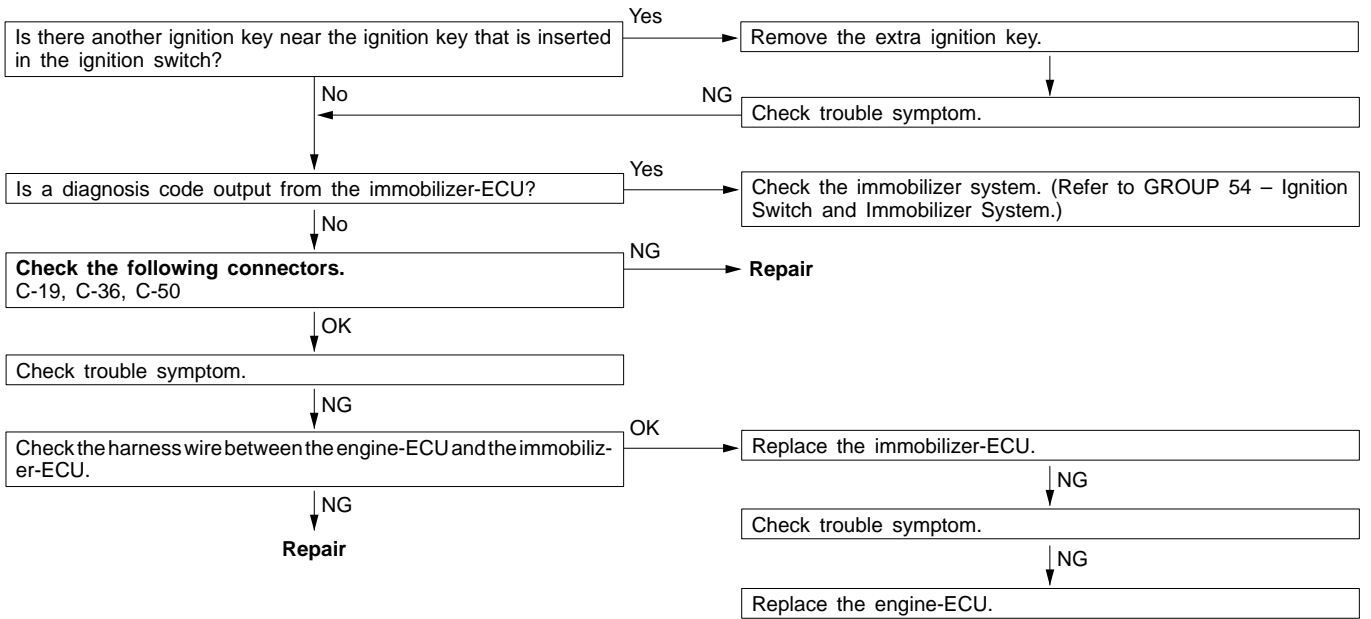 Yes
Is there another ignition key near the ignition key that is inserted
in the ignition switch?
Remove the extra ignition key.
No
NG
Check trouble symptom.
Is a diagnosis code output from the immobilizer-ECU?
Yes
Check the immobilizer system. (Refer to GROUP 54 – Ignition
Switch and Immobilizer System.)
No
Check the following connectors.
C-19, C-36, C-50
NG
Repair
OK
Check trouble symptom.
NG
Check the harness wire between the engine-ECU and the immobiliz-
er-ECU.
OK
Replace the immobilizer-ECU.
NG
NG
Check trouble symptom.
Repair
NG
Replace the engine-ECU.